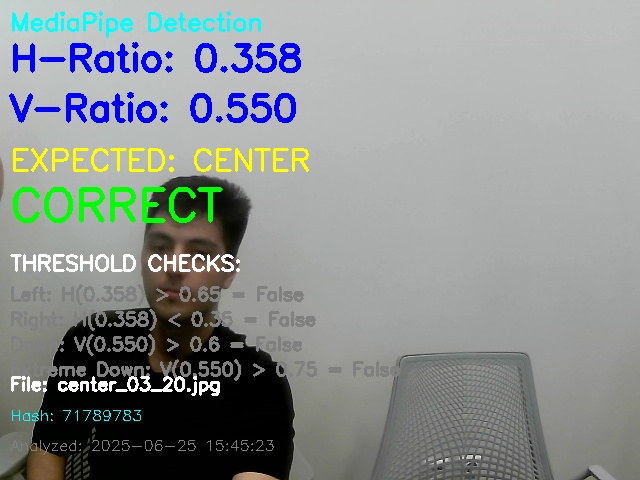 MediaPipe Detection
H-Ratio: 0.358
V-Ratio: 0.550
EXPECTED: CENTER
CORRECT
THRESHOLD CHECKS:
Left: H(0.358) > 0.65 = False
Right: H(0.358) < 0.35 = False
Down: V(0.550) > 0.6 = False
Extreme Down: V(0.550) > 0.75 = False
File: center_03_20.jpg
Hash: 71789783
Analyzed: 2025-06-25 15:45:23